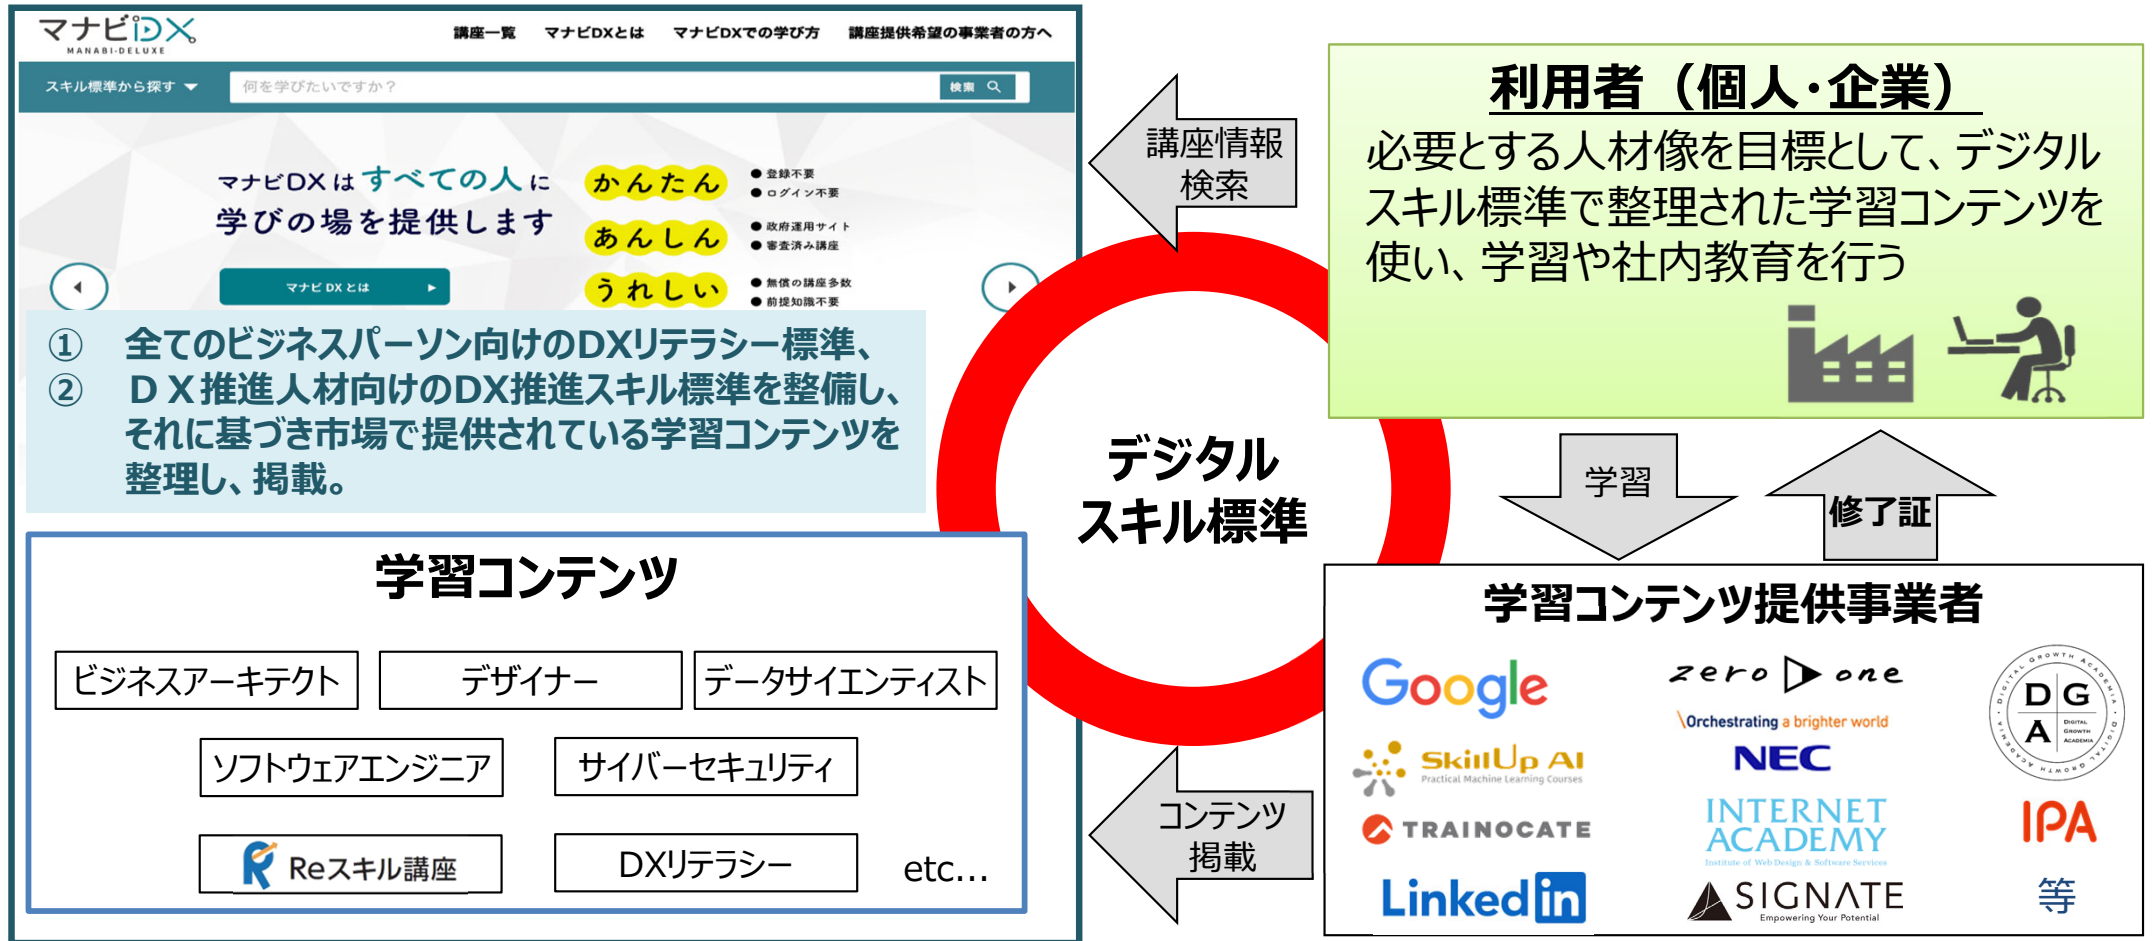 マナビDX
MANABI-DELUXE
講座一覧 マナビDXとは マナビDXでの学び方 講座提供希望の事業者の方へ
スキル標準から探す
何を学びたいですか？
検索
マナビDXはすべての人に
学びの場を提供します
マナビDXとは
かんたん
●登録不要
●ログイン不要
あんしん
●政府運用サイト
●審査済み講座
うれしい
●無償の講座多数
●前提知識不要
① 全てのビジネスパーソン向けのDXリテラシー標準、
② ＤＸ推進人材向けのDX推進スキル標準を整備し、
それに基づき市場で提供されている学習コンテンツを
整理し、掲載。
学習コンテンツ
ビジネスアーキテクト
デザイナー
データサイエンティスト
ソフトウェアエンジニア
サイバーセキュリティ
Reスキル講座
DXリテラシー
etc...
講座情報
検索
デジタル
スキル標準
コンテンツ
掲載
利用者（個人･企業）
必要とする人材像を目標として、デジタル
スキル標準で整理された学習コンテンツを
使い、学習や社内教育を行う
学習
修了証
学習コンテンツ提供事業者
Google
zero one
DIGITAL GROWTH ACADEMIA
DG
A
DIGITAL
GROWTH
ACADEMIA
\Orchestrating a brighter world
NEC
SkillUp AI
Practical Machine Learning Courses
TRAINOCATE
INTERNET
ACADEMY
Institute of Web Design & Software Services
IPA
Linkedin
SIGNATE
Empowering Your Potential
等